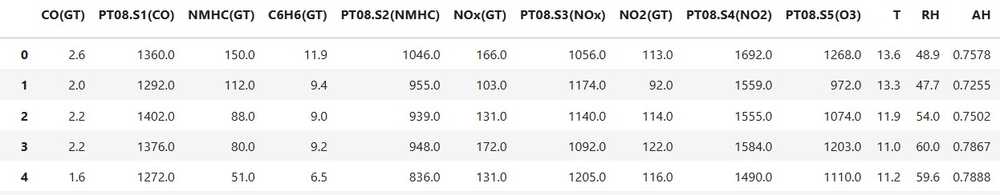 CO(GT) PT08.S1(CO) NMHC(GT) C6H6(GT) PT08.S2(NMHC) NOx(GT) PT08.S3(NOx) NO2(GT) PT08.S4(NO2) PT08.S5(O3) T RH AH
0 2.6 1360.0 150.0 11.9 1046.0 166.0 1056.0 113.0 1692.0 1268.0 13.6 48.9 0.7578
1 2.0 1292.0 112.0 9.4 955.0 103.0 1174.0 92.0 1559.0 972.0 13.3 47.7 0.7255
2 2.2 1402.0 88.0 9.0 939.0 131.0 1140.0 114.0 1555.0 1074.0 11.9 54.0 0.7502
3 2.2 1376.0 80.0 9.2 948.0 172.0 1092.0 122.0 1584.0 1203.0 11.0 60.0 0.7867
4 1.6 1272.0 51.0 6.5 836.0 131.0 1205.0 116.0 1490.0 1110.0 11.2 59.6 0.7888